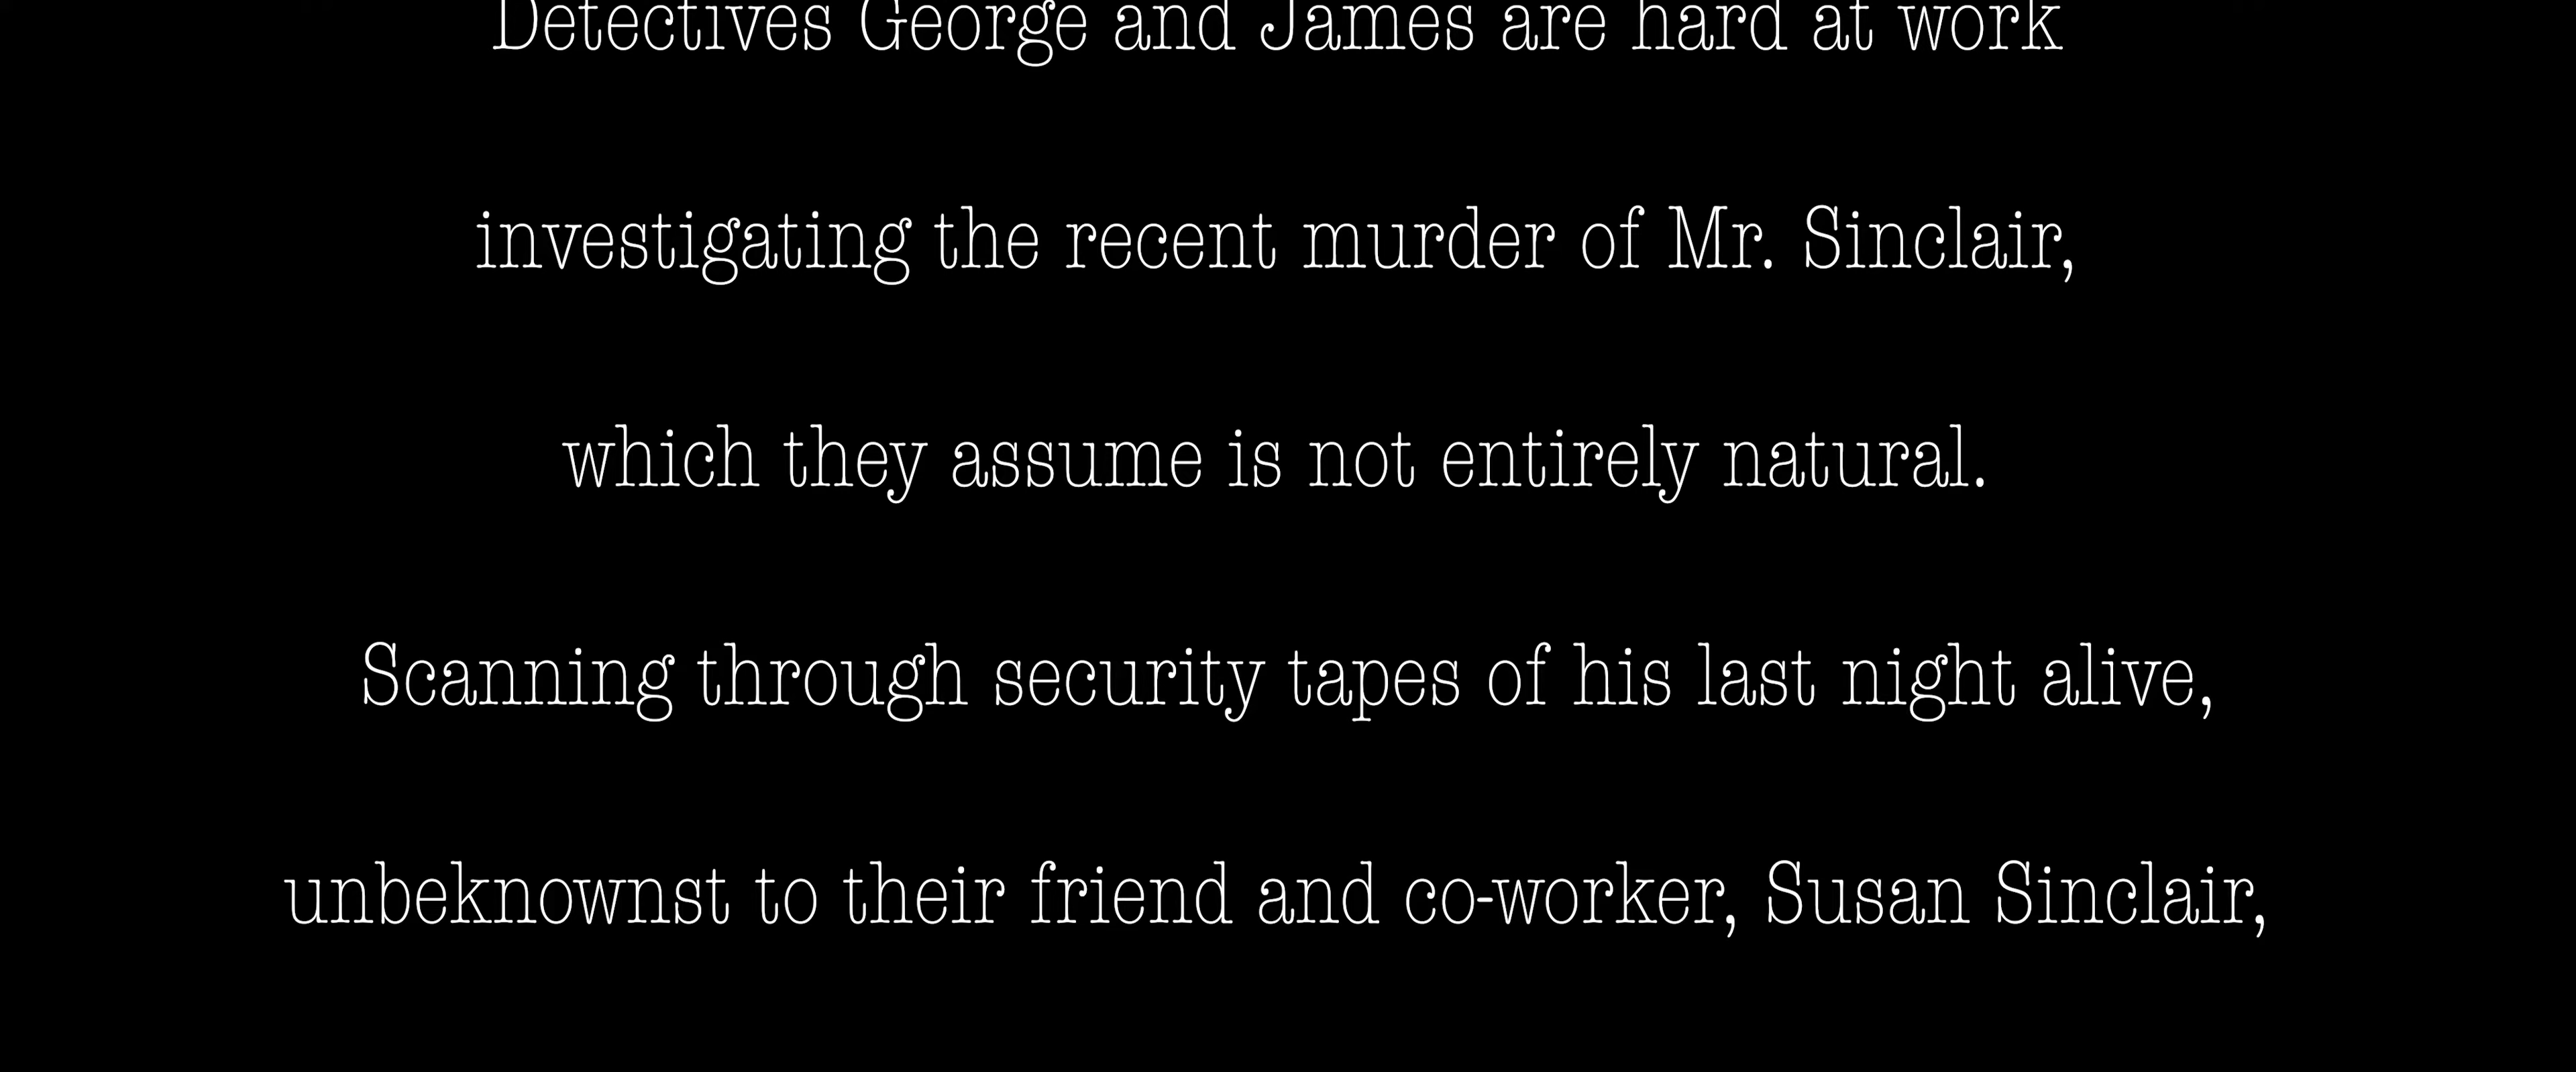 Detectives George and James are hard at work
investigating the recent murder of Mr. Sinclair,
which they assume is not entirely natural.
Scanning through security tapes of his last night alive,
unbeknownst to their friend and co-worker, Susan Sinclair,